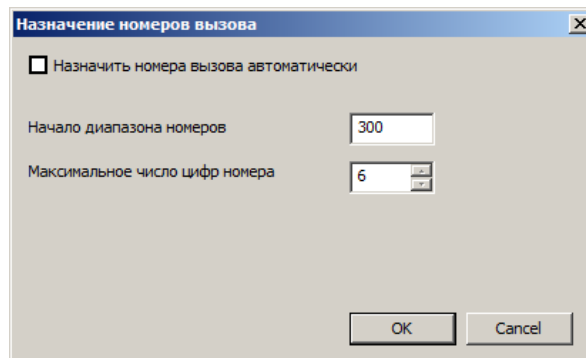 Назначение номеров вызова
Назначить номера вызова автоматически
Начало диапазона номеров 300
Максимальное число цифр номера 6
OK Cancel